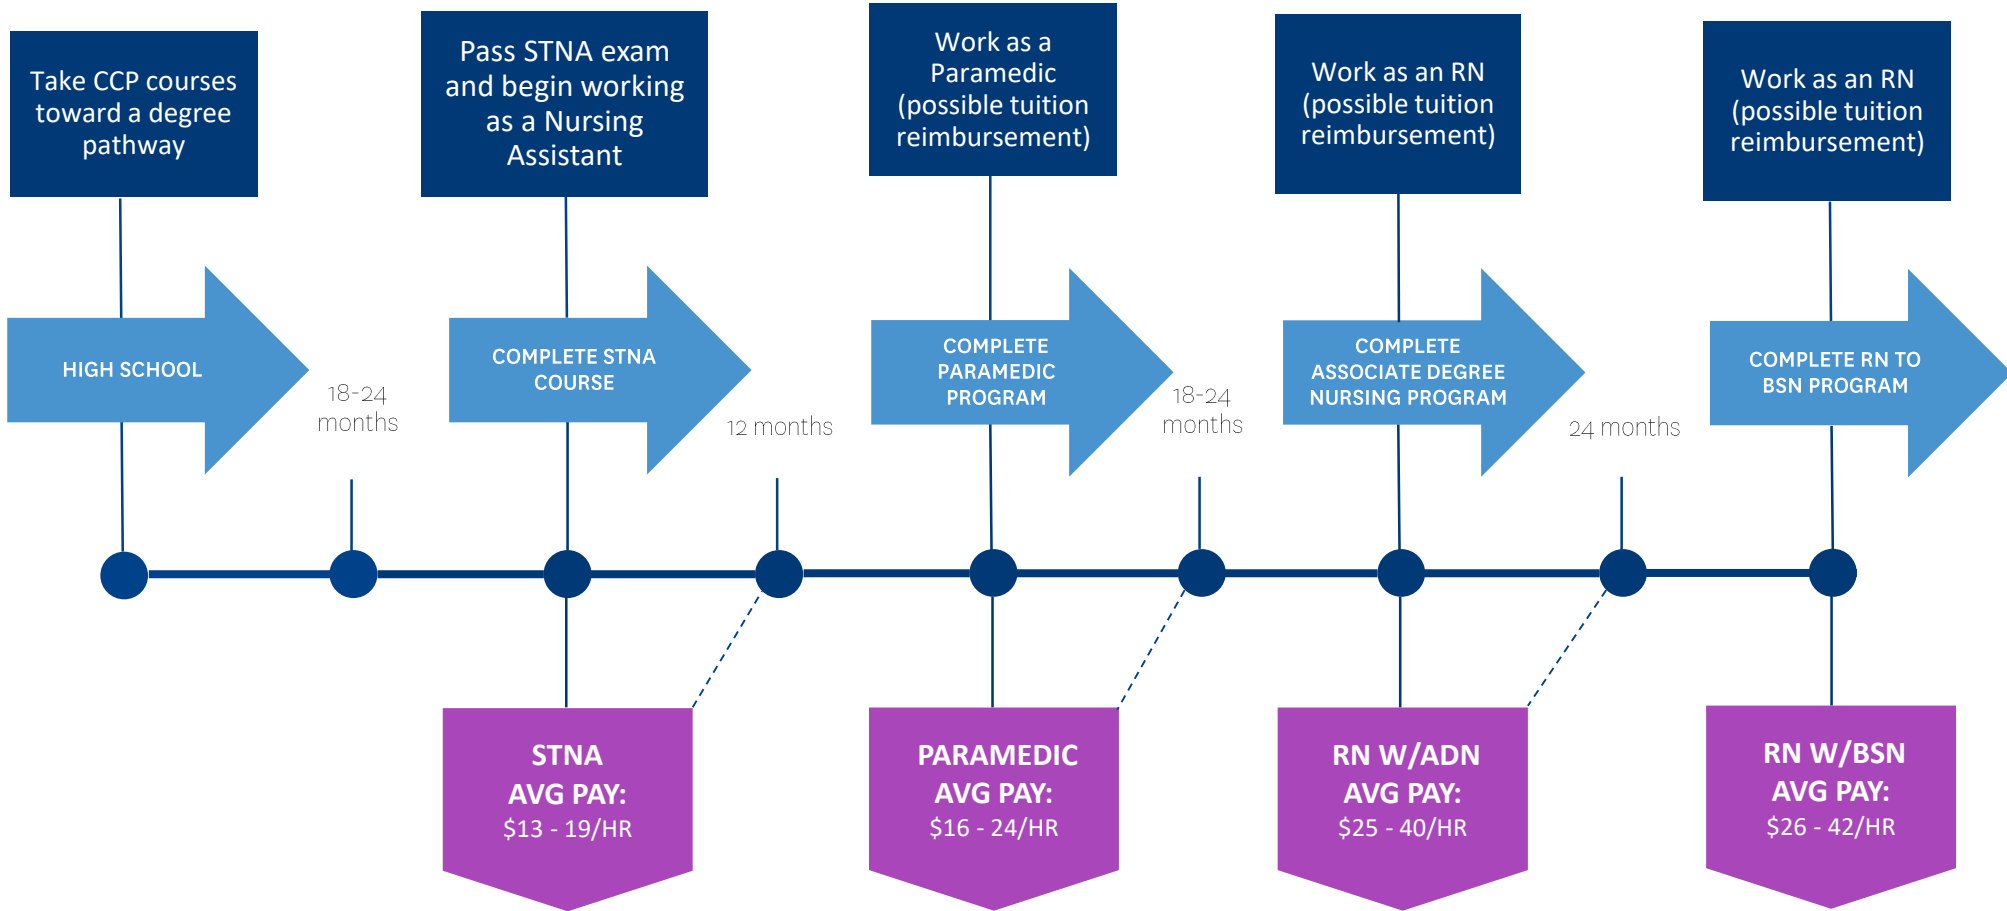 Take CCP courses
toward a degree
pathway
Pass STNA exam
and begin working
as a Nursing
Assistant
Work as a
Paramedic
(possible tuition
reimbursement)
Work as an RN
(possible tuition
reimbursement)
Work as an RN
(possible tuition
reimbursement)
HIGH SCHOOL
18-24
months
COMPLETE STNA
COURSE
12 months
COMPLETE
PARAMEDIC
PROGRAM
18-24
months
COMPLETE
ASSOCIATE DEGREE
NURSING PROGRAM
24 months
COMPLETE RN TO
BSN PROGRAM
STNA
AVG PAY:
$13 - 19/HR
PARAMEDIC
AVG PAY:
$16 - 24/HR
RN W/ADN
AVG PAY:
$25 - 40/HR
RN W/BSN
AVG PAY:
$26 - 42/HR